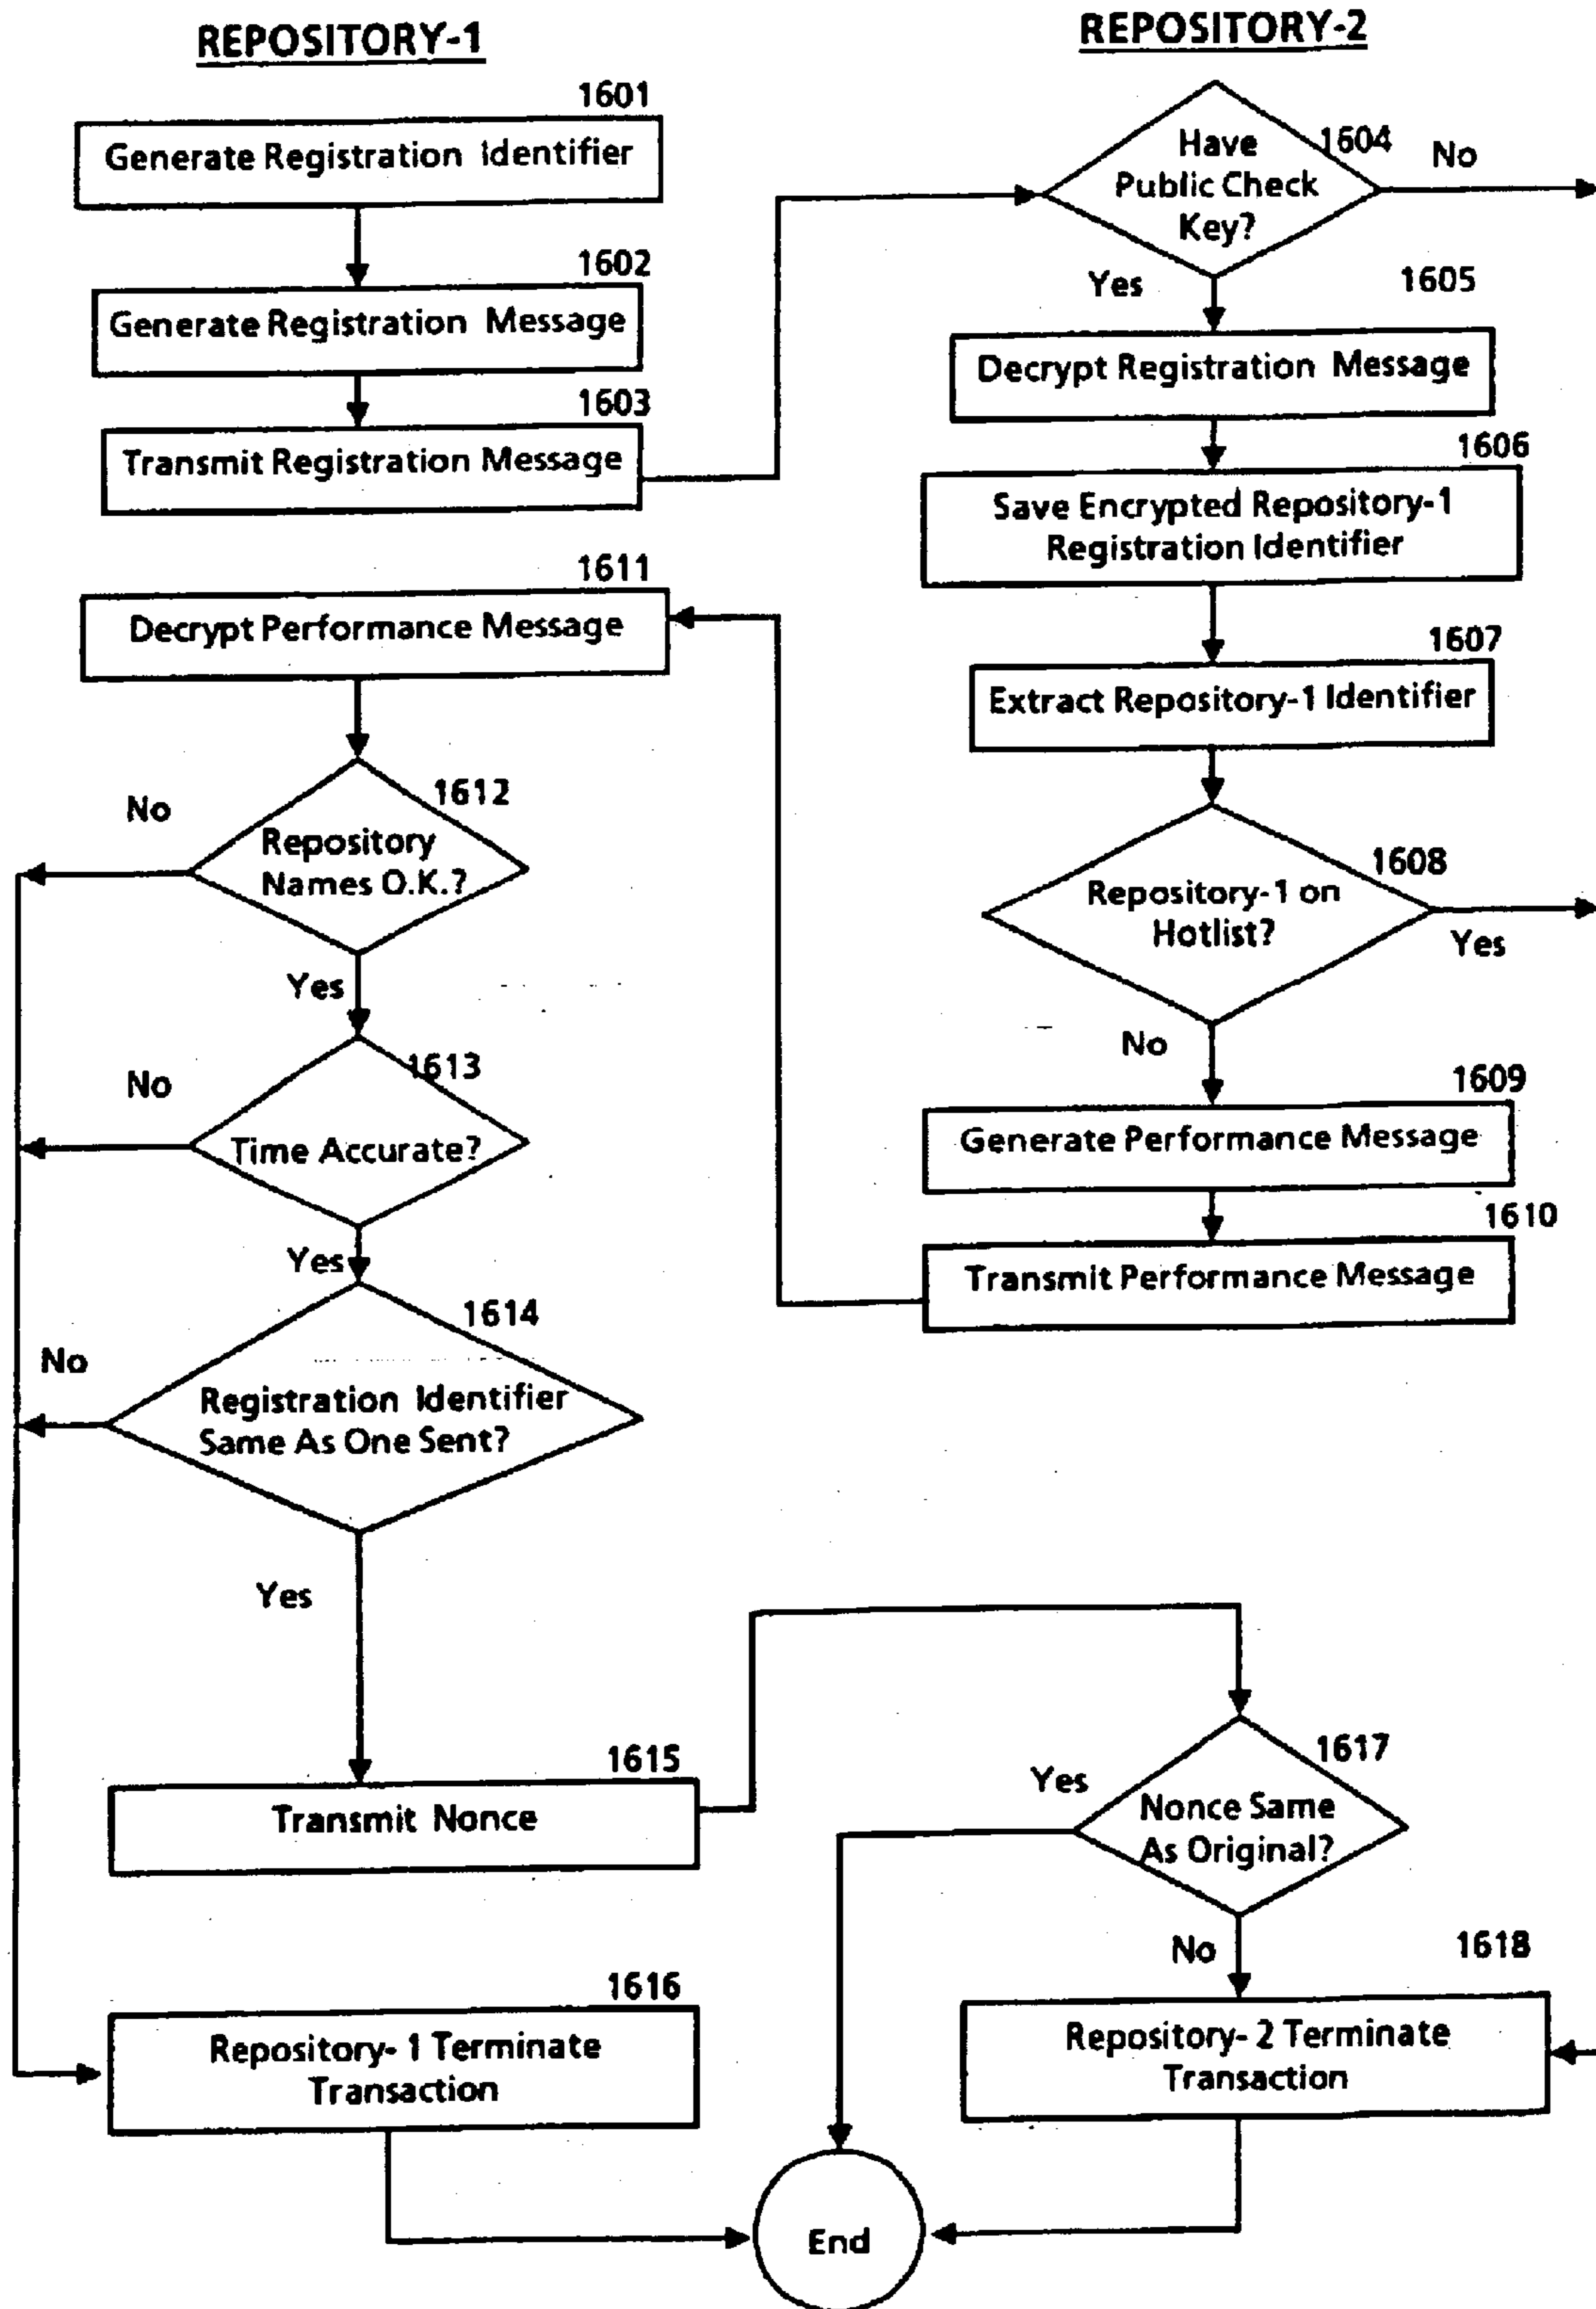 REPOSITORY-1
1601
Generate Registration Identifier
1602
Generate Registration Message
1603
Transmit Registration Message
1611
Decrypt Performance Message
1612
No
Repository
Names O.K.?
Yes
1613
No
Time Accurate?
Yes
1614
No
Registration Identifier
Same As One Sent?
Yes
1615
Transmit Nonce
1616
Repository- 1 Terminate
Transaction
REPOSITORY-2
1604
Have
Public Check
Key?
No
Yes
1605
Decrypt Registration Message
1606
Save Encrypted Repository-1
Registration Identifier
1607
Extract Repository-1 Identifier
1608
Repository-1 on
Hotlist?
Yes
No
1609
Generate Performance Message
1610
Transmit Performance Message
1617
Yes
Nonce Same
As Original?
No
1618
Repository- 2 Terminate
Transaction
End